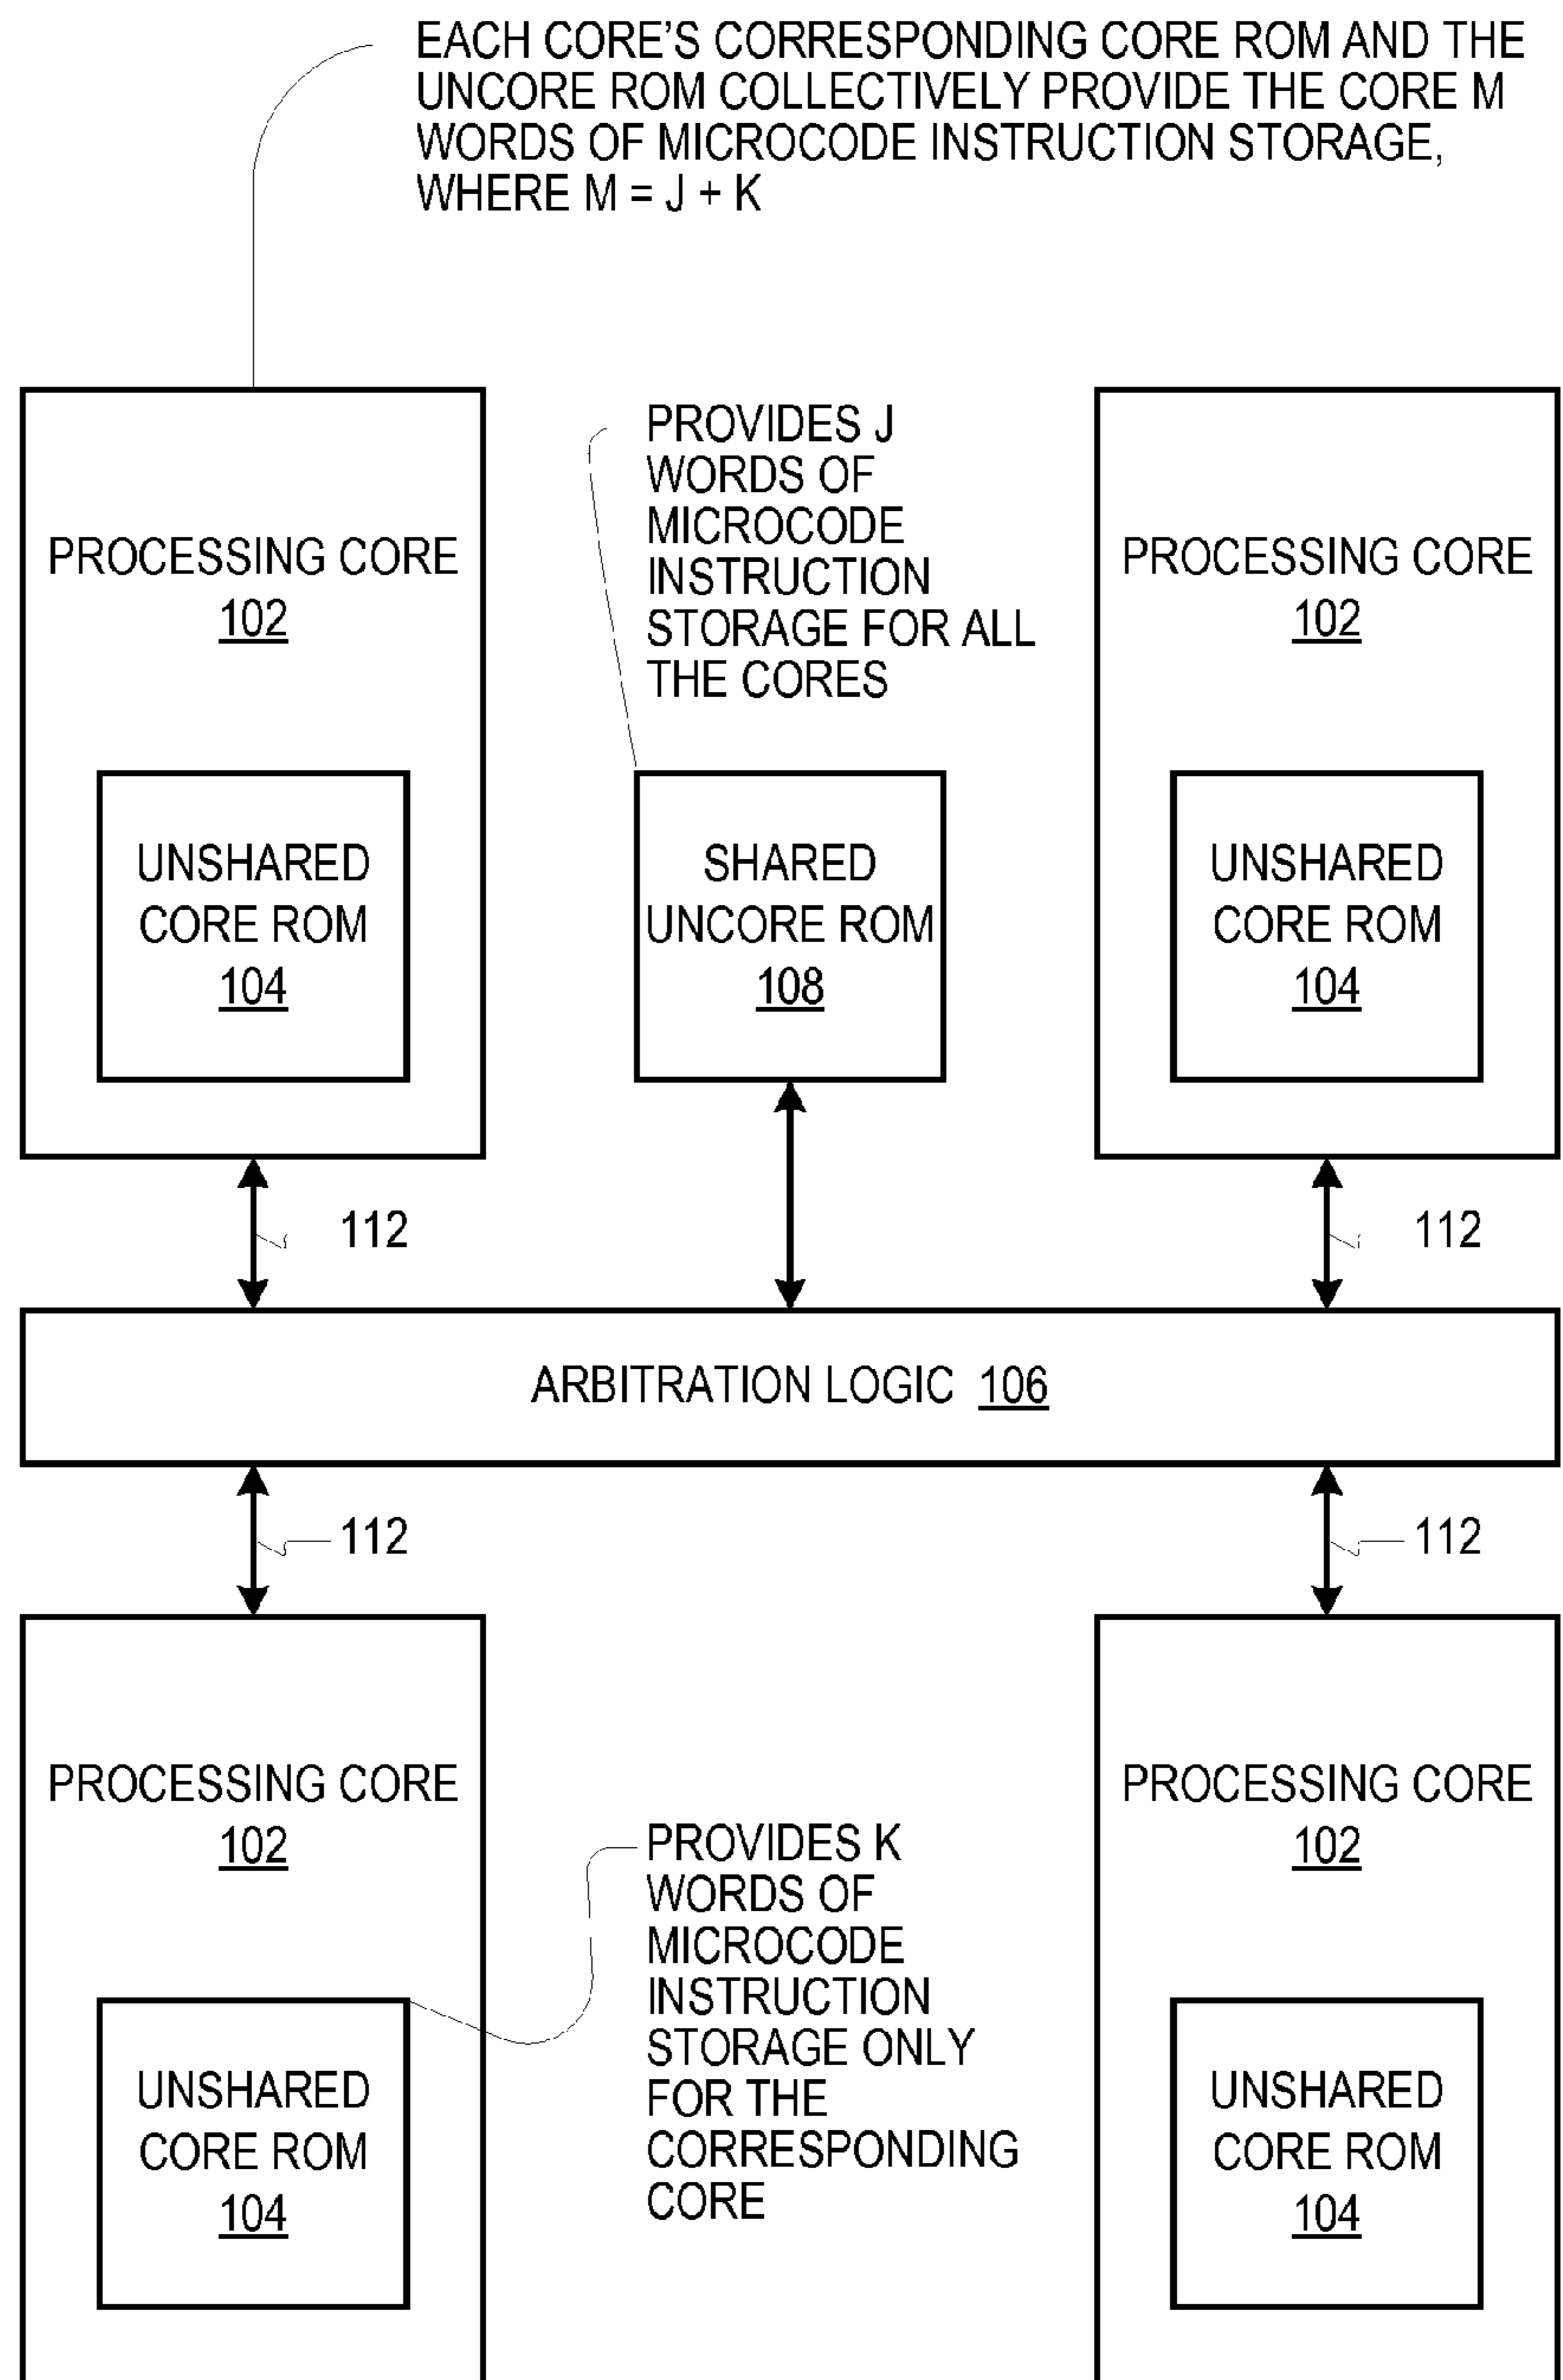 EACH CORE'S CORRESPONDING CORE ROM AND THE
UNCORE ROM COLLECTIVELY PROVIDE THE CORE M
WORDS OF MICROCODE INSTRUCTION STORAGE,
WHERE M = J + K
PROCESSING CORE
102
UNSHARED
CORE ROM
104
PROVIDES J
WORDS OF
MICROCODE
INSTRUCTION
STORAGE FOR ALL
THE CORES
SHARED
UNCORE ROM
108
PROCESSING CORE
102
UNSHARED
CORE ROM
104
112
112
ARBITRATION LOGIC 106
112
112
PROCESSING CORE
102
UNSHARED
CORE ROM
104
PROVIDES K
WORDS OF
MICROCODE
INSTRUCTION
STORAGE ONLY
FOR THE
CORRESPONDING
CORE
PROCESSING CORE
102
UNSHARED
CORE ROM
104